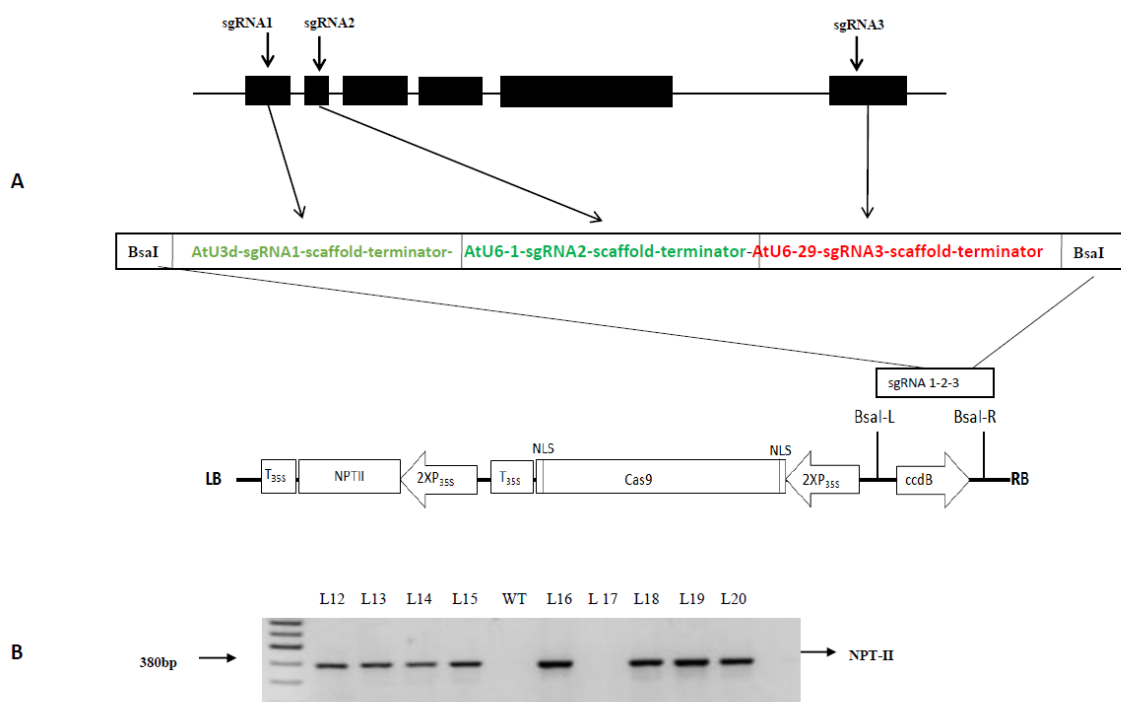 sgRNA1 sgRNA2 sgRNA3
A
BsaI AtU3d-sgRNA1-scaffold-terminator- AtU6-1-sgRNA2-scaffold-terminator-AtU6-29-sgRNA3-scaffold-terminator BsaI
sgRNA 1-2-3
BsaI-L BsaI-R
NLS NLS
LB T35S NPTII 2XP35S T35S Cas9 2XP35S ccdB RB
L12 L13 L14 L15 WT L16 L 17 L18 L19 L20
B 380bp NPT-II